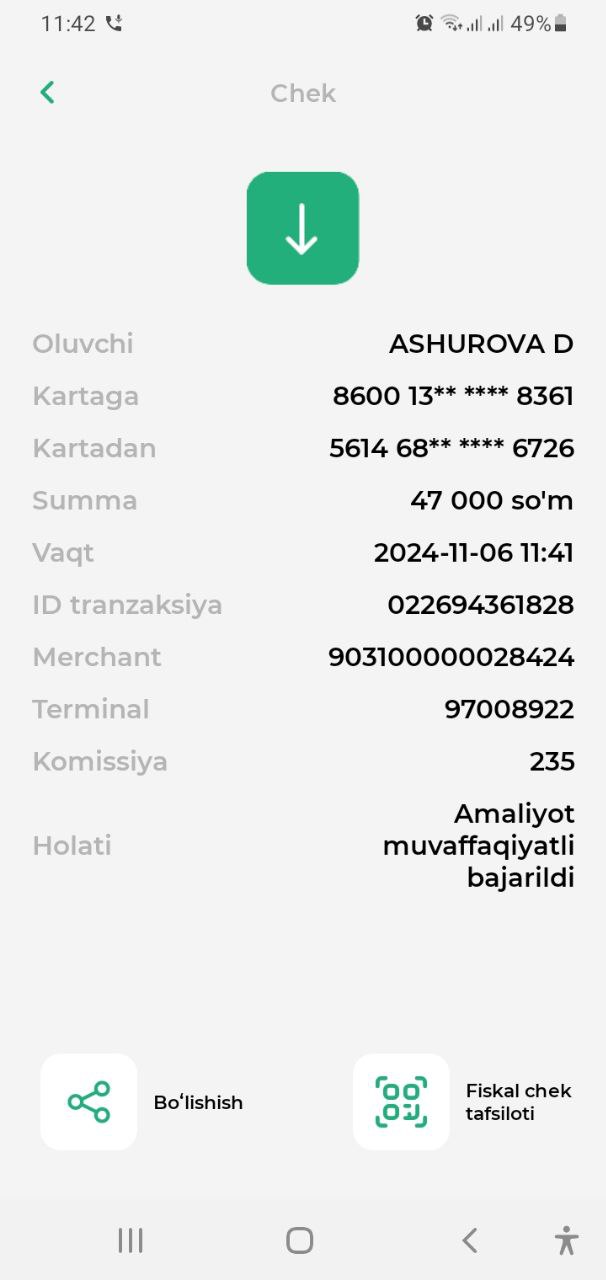 11:42
49%
Chek
Oluvchi ASHUROVA D
Kartaga 8600 13** **** 8361
Kartadan 5614 68** **** 6726
Summa 47 000 so'm
Vaqt 2024-11-06 11:41
ID tranzaksiya 022694361828
Merchant 903100000028424
Terminal 97008922
Komissiya 235
Holati Amaliyot
muvaffaqiyatli
bajarildi
Boʻlishish
Fiskal chek
tafsiloti